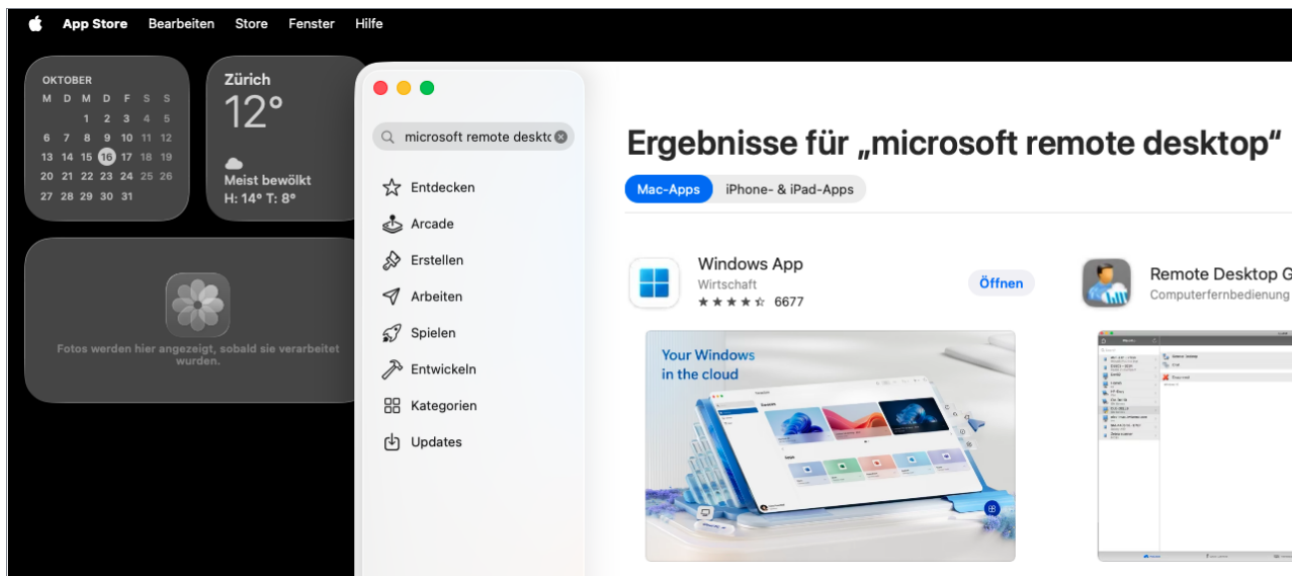 App Store Bearbeiten Store Fenster Hilfe
OKTOBER
M D M D F S S
1 2 3 4 5
6 7 8 9 10 11 12
13 14 15 16 17 18 19
20 21 22 23 24 25 26
27 28 29 30 31
Zürich
12°
Meist bewölkt
H: 14° T: 8°
Fotos werden hier angezeigt, sobald sie verarbeitet
wurden.
microsoft remote deskto
Entdecken
Arcade
Erstellen
Arbeiten
Spielen
Entwickeln
Kategorien
Updates
Ergebnisse für „microsoft remote desktop“
Mac-Apps iPhone- & iPad-Apps
Windows App
Wirtschaft
6677
Öffnen
Your Windows
in the cloud
Remote Desktop G
Computerfernbedienung